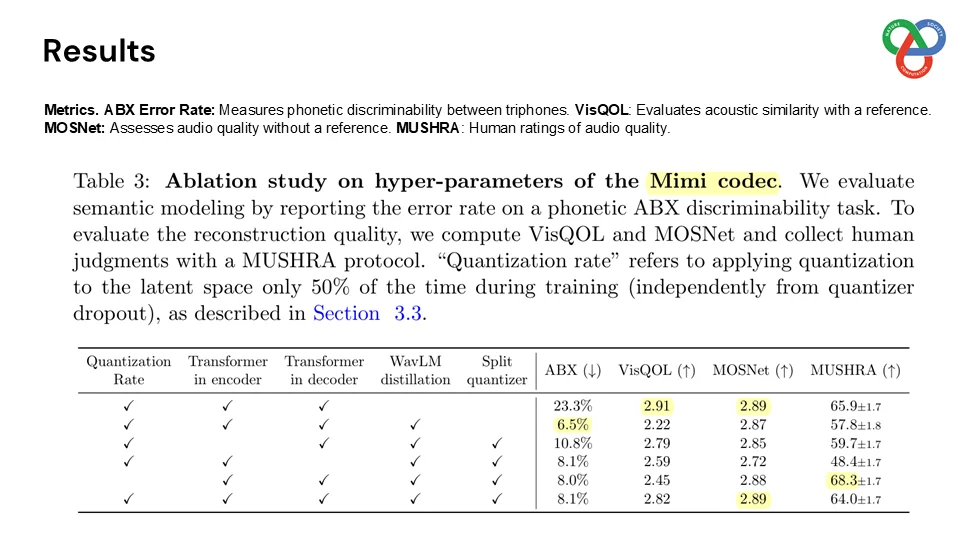 Results
NATURE
SOCIETY
COMPUTATION
Metrics. ABX Error Rate: Measures phonetic discriminability between triphones. VisQOL: Evaluates acoustic similarity with a reference.
MOSNet: Assesses audio quality without a reference. MUSHRA: Human ratings of audio quality.
Table 3: Ablation study on hyper-parameters of the Mimi codec. We evaluate
semantic modeling by reporting the error rate on a phonetic ABX discriminability task. To
evaluate the reconstruction quality, we compute VisQOL and MOSNet and collect human
judgments with a MUSHRA protocol. “Quantization rate” refers to applying quantization
to the latent space only 50% of the time during training (independently from quantizer
dropout), as described in Section 3.3.
Quantization Transformer Transformer WavLM Split
Rate in encoder in decoder distillation quantizer ABX (↓) VisQOL (↑) MOSNet (↑) MUSHRA (↑)
✓ ✓ ✓ 23.3% 2.91 2.89 65.9±1.7
✓ ✓ ✓ ✓ 6.5% 2.22 2.87 57.8±1.8
✓ ✓ ✓ ✓ 10.8% 2.79 2.85 59.7±1.7
✓ ✓ ✓ ✓ 8.1% 2.59 2.72 48.4±1.7
✓ ✓ ✓ ✓ 8.0% 2.45 2.88 68.3±1.7
✓ ✓ ✓ ✓ ✓ 8.1% 2.82 2.89 64.0±1.7